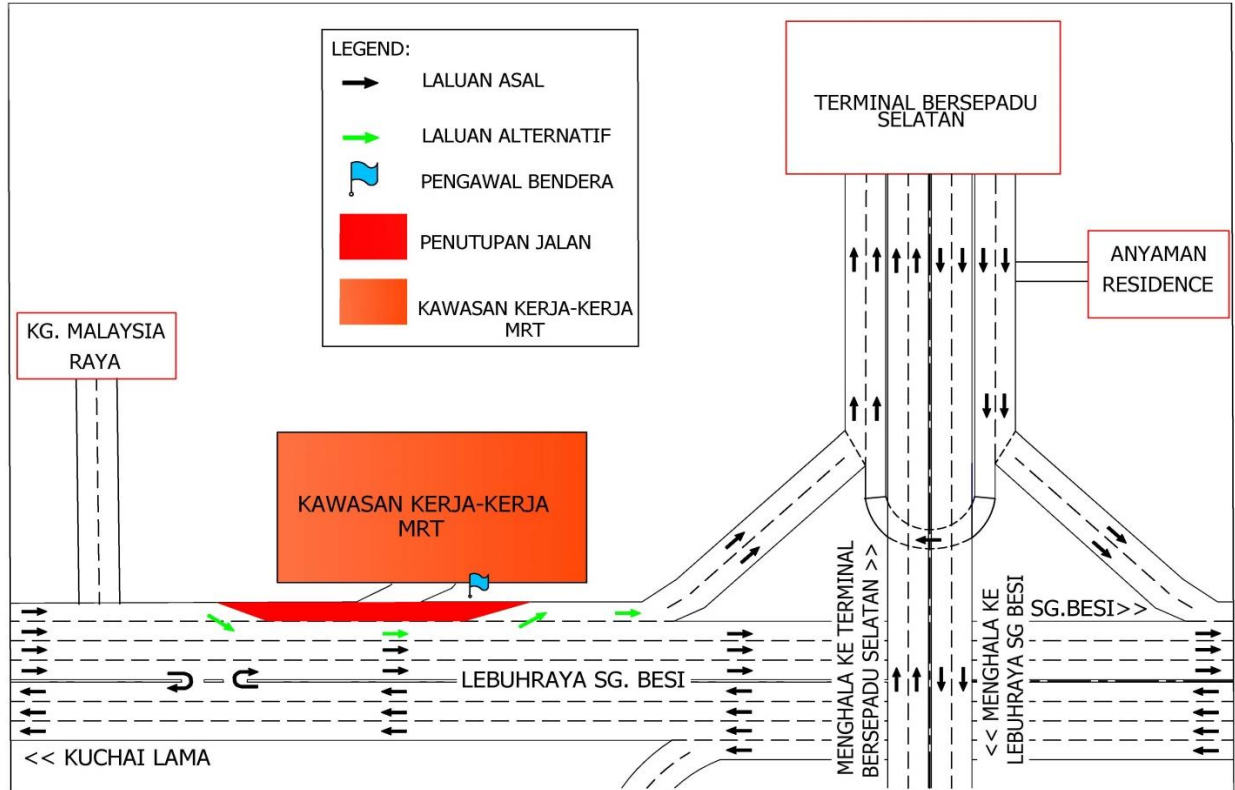 LEGEND:
LALUAN ASAL
LALUAN ALTERNATIF
PENGAWAL BENDERA
PENUTUPAN JALAN
KAWASAN KERJA-KERJA
MRT
TERMINAL BERSEPADU
SELATAN
ANYAMAN
RESIDENCE
KG. MALAYSIA
RAYA
KAWASAN KERJA-KERJA
MRT
MENGHALA KE TERMINAL
BERSEPADU SELATAN >>
<< MENGHALA KE
LEBUHRAYA SG BESI
SG.BESI>>
LEBUHRAYA SG. BESI
<< KUCHAI LAMA